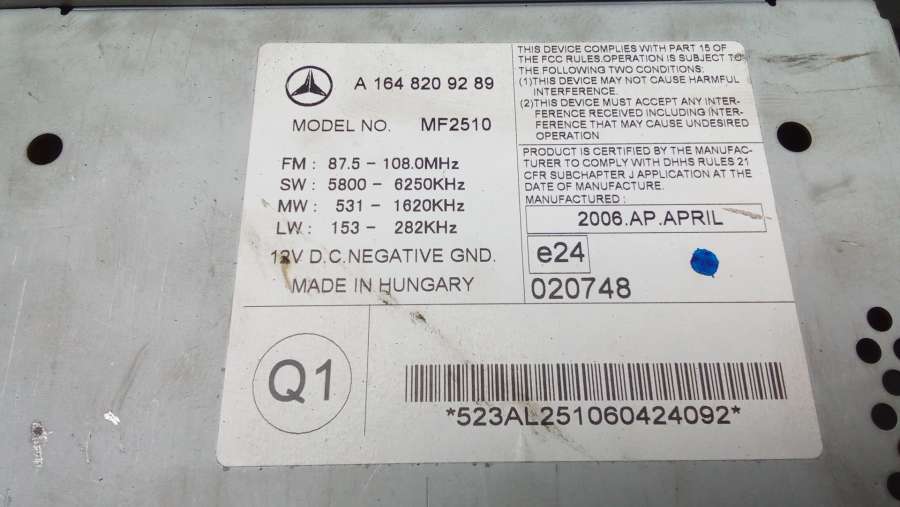 A 164 820 92 89
MODEL NO. MF2510
FM : 87.5 - 108.0MHz
SW : 5800 - 6250KHz
MW : 531 - 1620KHz
LW : 153 - 282KHz
12V D.C.NEGATIVE GND.
MADE IN HUNGARY
THIS DEVICE COMPLIES WITH PART 15 OF
THE FCC RULES.OPERATION IS SUBJECT TO
THE FOLLOWING TWO CONDITIONS:
(1)THIS DEVICE MAY NOT CAUSE HARMFUL
INTERFERENCE.
(2)THIS DEVICE MUST ACCEPT ANY INTER-
FERENCE RECEIVED INCLUDING INTER-
FERENCE THAT MAY CAUSE UNDESIRED
OPERATION
PRODUCT IS CERTIFIED BY THE MANUFAC-
TURER TO COMPLY WITH DHHS RULES 21
CFR SUBCHAPTER J APPLICATION AT THE
DATE OF MANUFACTURE.
MANUFACTURED :
2006.AP.APRIL
e24
020748
Q1
*523AL251060424092*